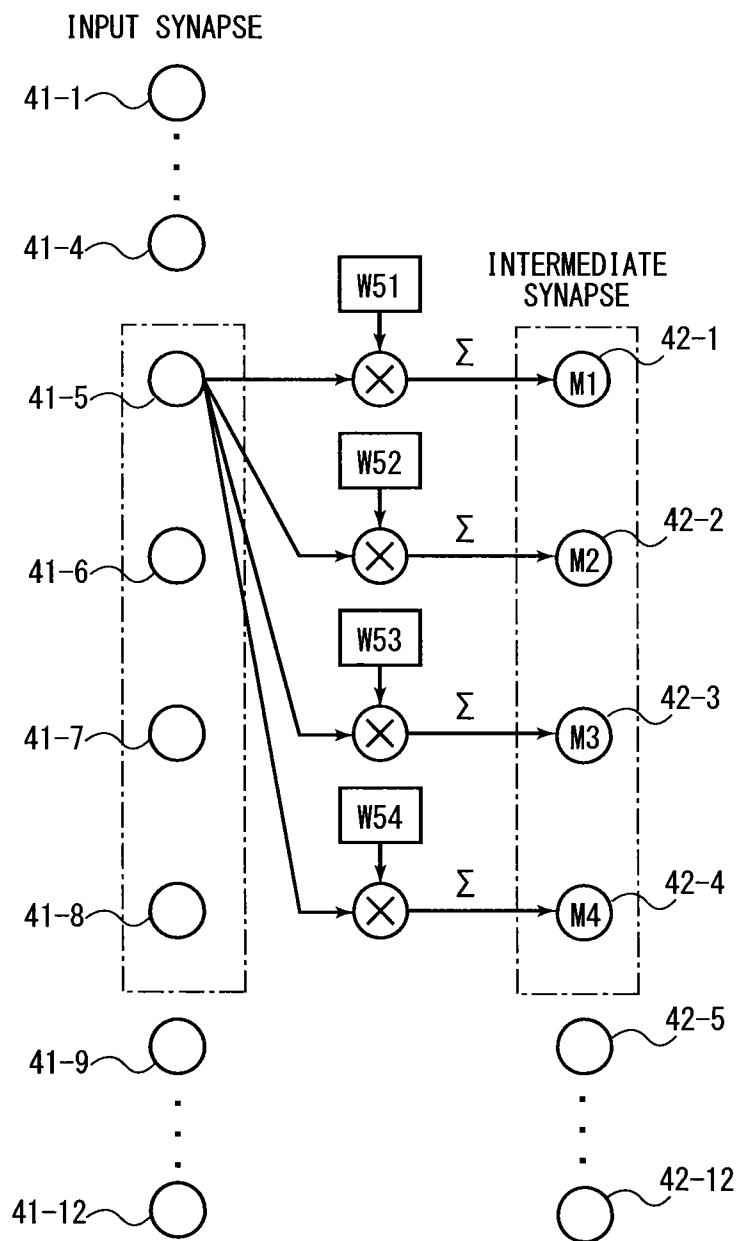 INPUT SYNAPSE
41-1
41-4
W51
INTERMEDIATE
SYNAPSE
41-5
Σ
M1
42-1
W52
41-6
Σ
M2
42-2
W53
41-7
Σ
M3
42-3
W54
41-8
Σ
M4
42-4
41-9
42-5
41-12
42-12